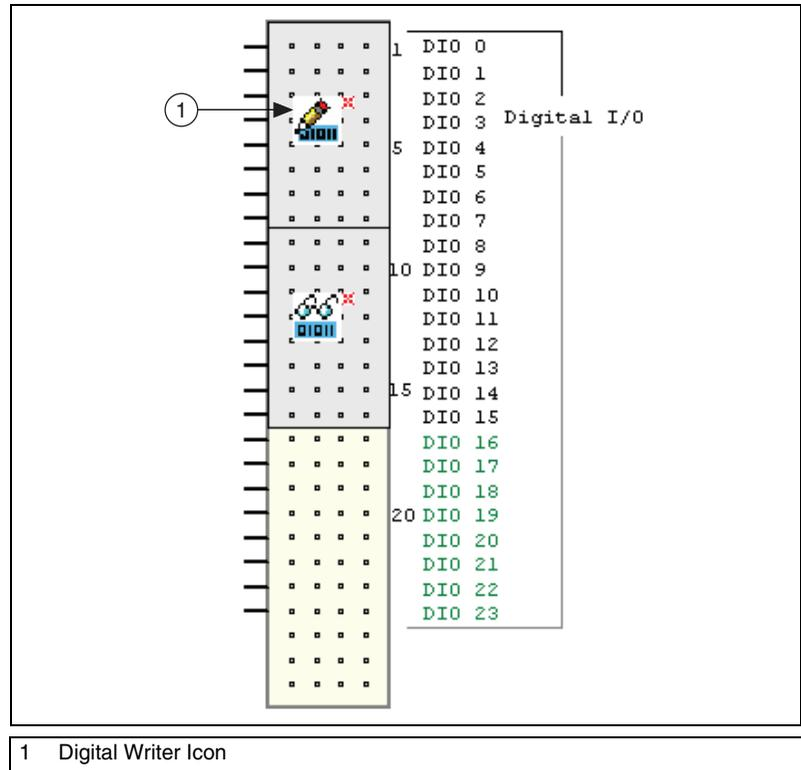 1 DIO 0
DIO 1
DIO 2
1 DIO 3 Digital I/O
5 DIO 4
DIO 5
DIO 6
DIO 7
DIO 8
10 DIO 9
DIO 10
DIO 11
01011
DIO 12
DIO 13
15 DIO 14
DIO 15
DIO 16
DIO 17
DIO 18
20 DIO 19
DIO 20
DIO 21
DIO 22
DIO 23
1 Digital Writer Icon